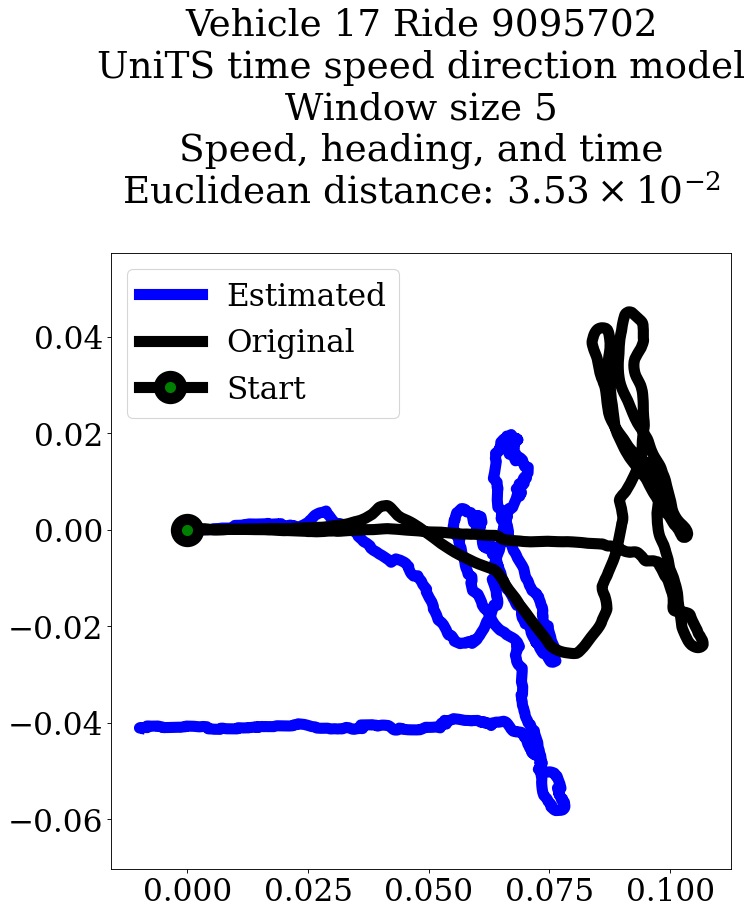 Vehicle 17 Ride 9095702
UniTS time speed direction model
Window size 5
Speed, heading, and time
Euclidean distance: 3.53 × 10⁻²
Estimated
Original
Start
0.04
0.02
0.00
−0.02
−0.04
−0.06
0.000 0.025 0.050 0.075 0.100